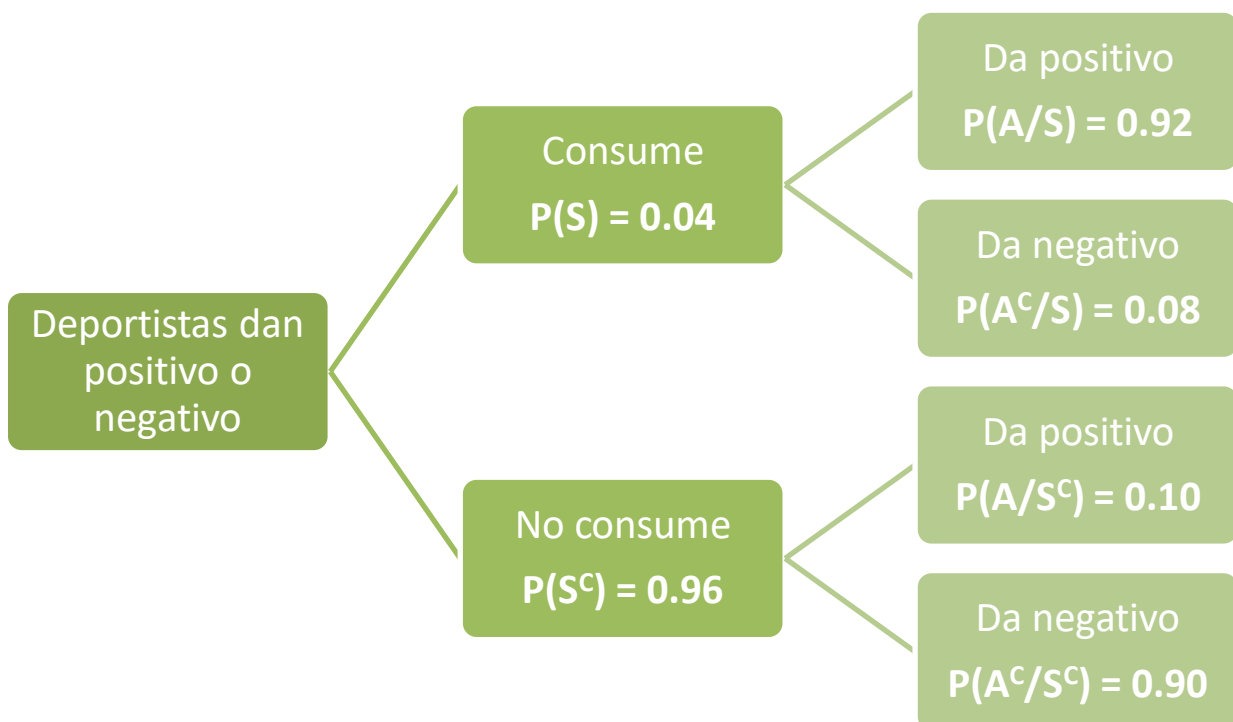 Deportistas dan
positivo o
negativo
Consume
P(S) = 0.04
Da positivo
P(A/S) = 0.92
Da negativo
P(Aᶜ/S) = 0.08
No consume
P(Sᶜ) = 0.96
Da positivo
P(A/Sᶜ) = 0.10
Da negativo
P(Aᶜ/Sᶜ) = 0.90